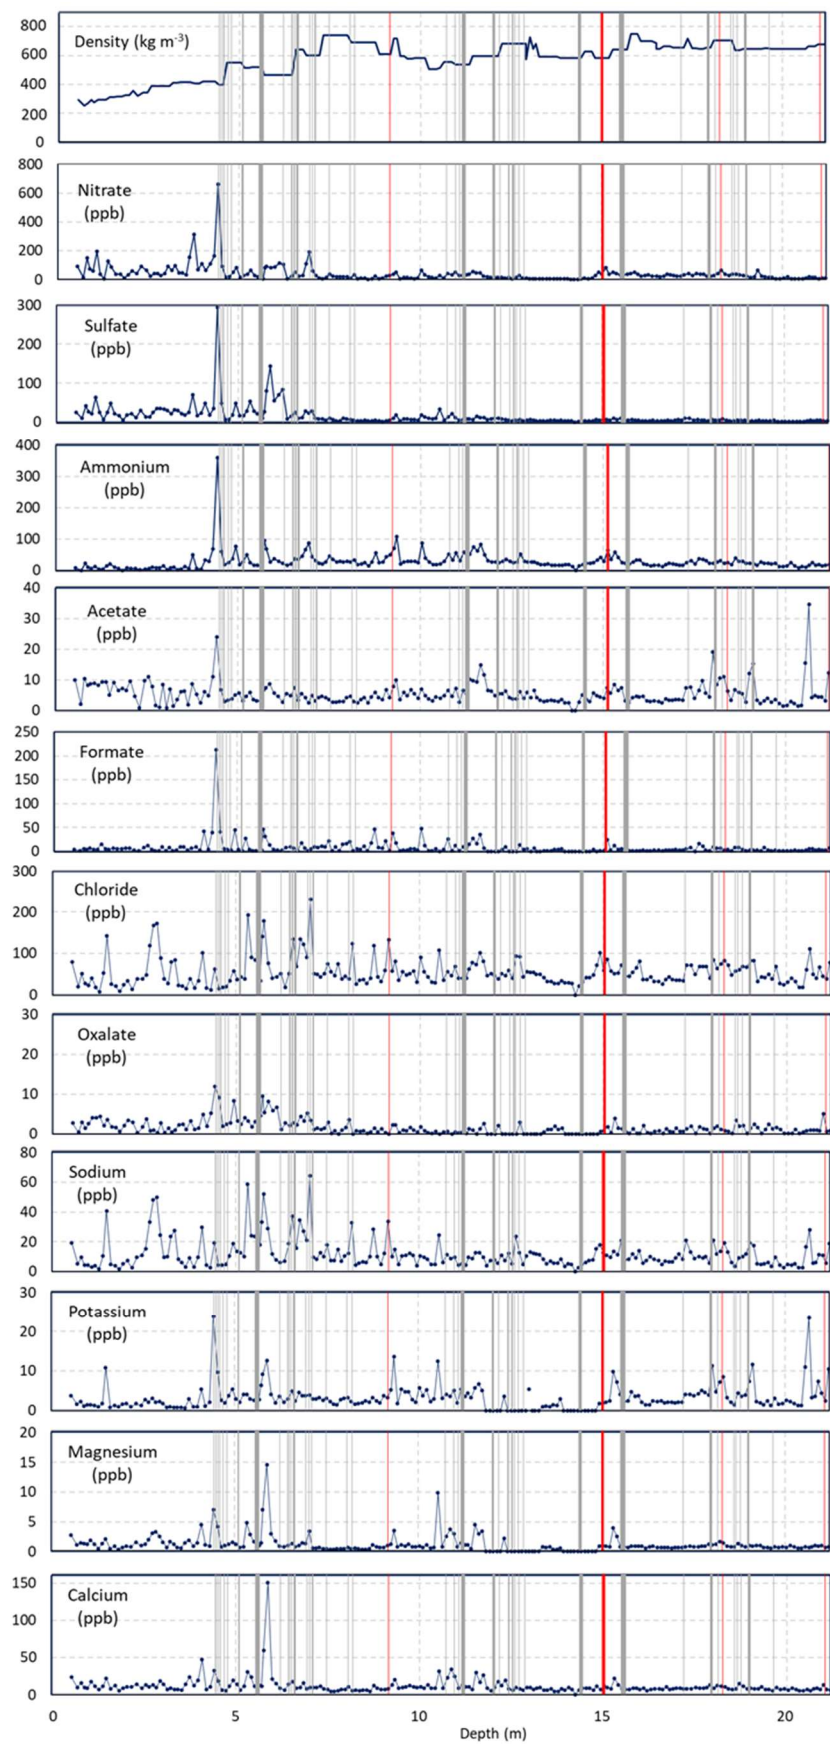 Density (kg m-3)
800
600
400
200
0
Nitrate
(ppb)
800
600
400
200
0
Sulfate
(ppb)
300
200
100
0
Ammonium
(ppb)
400
300
200
100
0
Acetate
(ppb)
40
30
20
10
0
Formate
(ppb)
250
200
150
100
50
0
Chloride
(ppb)
300
200
100
0
Oxalate
(ppb)
30
20
10
0
Sodium
(ppb)
80
60
40
20
0
Potassium
(ppb)
30
20
10
0
Magnesium
(ppb)
20
15
10
5
0
Calcium
(ppb)
150
100
50
0
0 5 10 15 20
Depth (m)